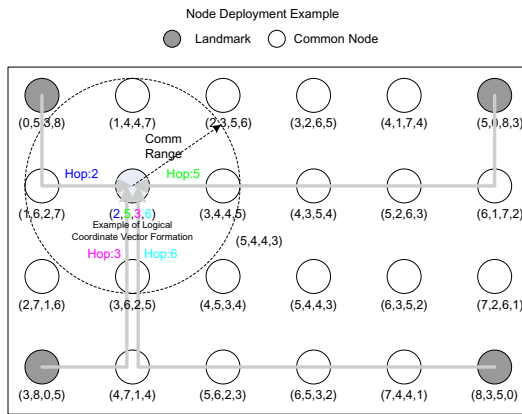 Node Deployment Example
Landmark Common Node
(0,5,3,8) (1,4,4,7) (2,3,5,6) (3,2,6,5) (4,1,7,4) (5,0,8,3)
Comm
Range
Hop:2 Hop:5
(1,6,2,7) (2,5,3,6) (3,4,4,5) (4,3,5,4) (5,2,6,3) (6,1,7,2)
Example of Logical
Coordinate Vector Formation
(5,4,4,3)
Hop:3 Hop:6
(2,7,1,6) (3,6,2,5) (4,5,3,4) (5,4,4,3) (6,3,5,2) (7,2,6,1)
(3,8,0,5) (4,7,1,4) (5,6,2,3) (6,5,3,2) (7,4,4,1) (8,3,5,0)